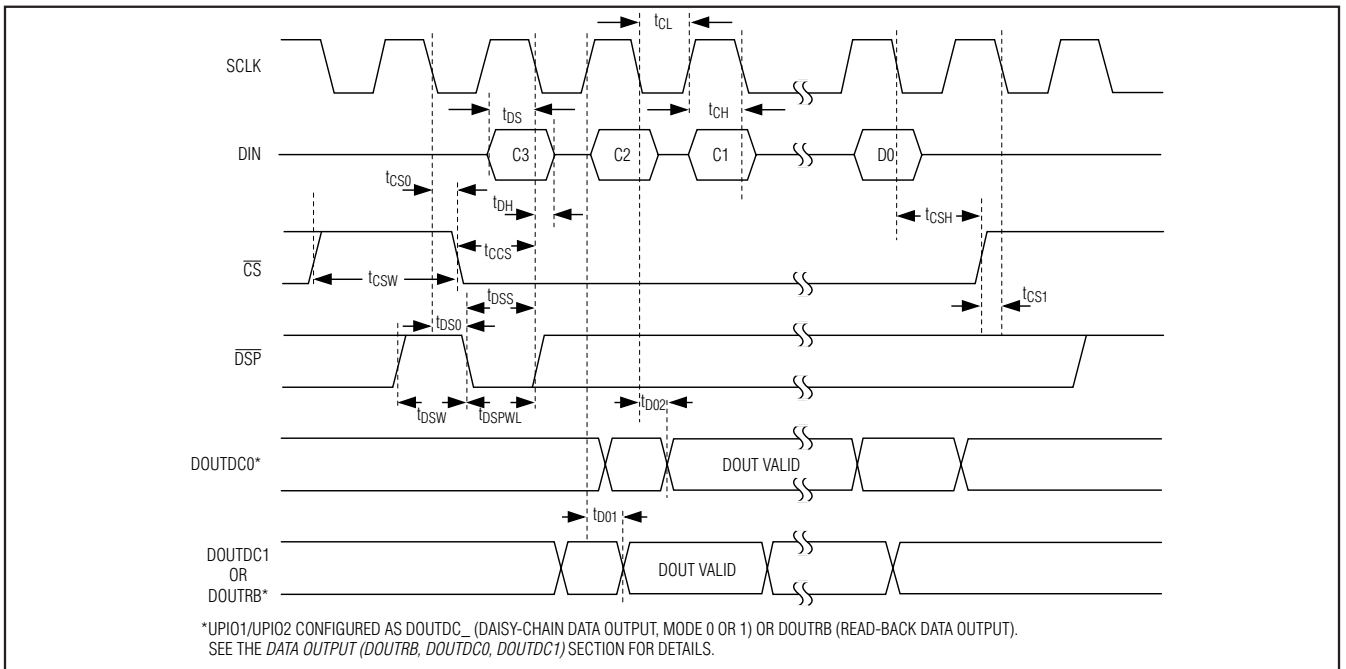 tCL
SCLK
tDS
tCH
DIN
C3
C2
C1
D0
tCS0
tDH
tCSH
tCCS
CS
tCSW
tDSS
tCS1
tDS0
DSP
tDSW
tDSPWL
tD02
DOUTDC0*
DOUT VALID
tD01
DOUTDC1
OR
DOUTRB*
DOUT VALID
*UPIO1/UPIO2 CONFIGURED AS DOUTDC_ (DAISY-CHAIN DATA OUTPUT, MODE 0 OR 1) OR DOUTRB (READ-BACK DATA OUTPUT).
SEE THE DATA OUTPUT (DOUTRB, DOUTDC0, DOUTDC1) SECTION FOR DETAILS.